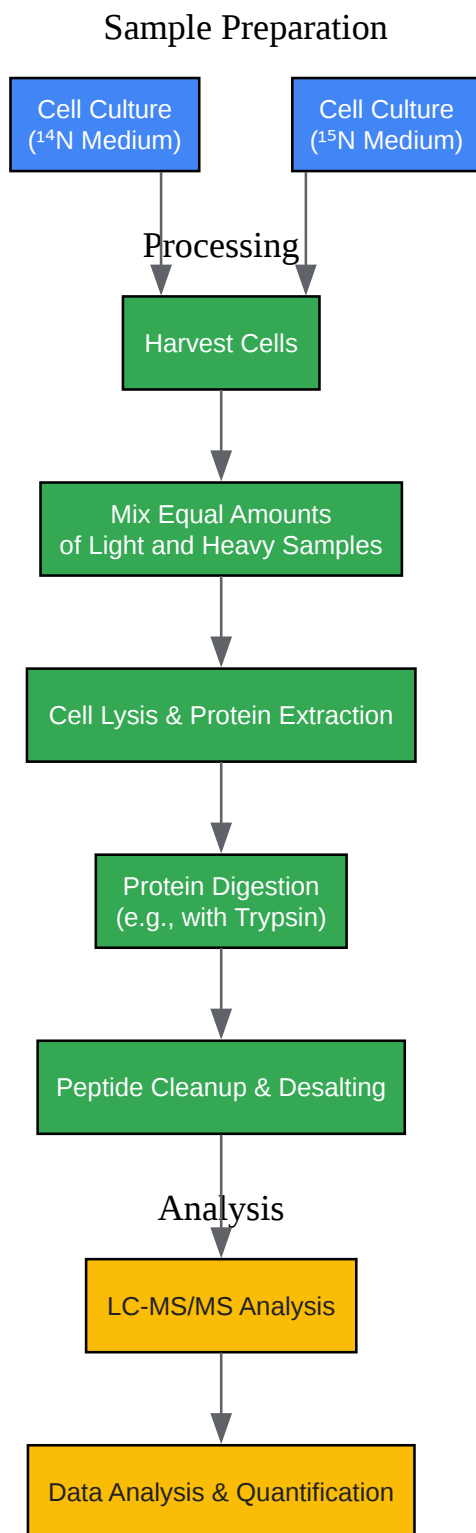 Sample Preparation
Cell Culture
(¹⁴N Medium)
Cell Culture
(¹⁵N Medium)
Processing
Harvest Cells
Mix Equal Amounts
of Light and Heavy Samples
Cell Lysis & Protein Extraction
Protein Digestion
(e.g., with Trypsin)
Peptide Cleanup & Desalting
Analysis
LC-MS/MS Analysis
Data Analysis & Quantification